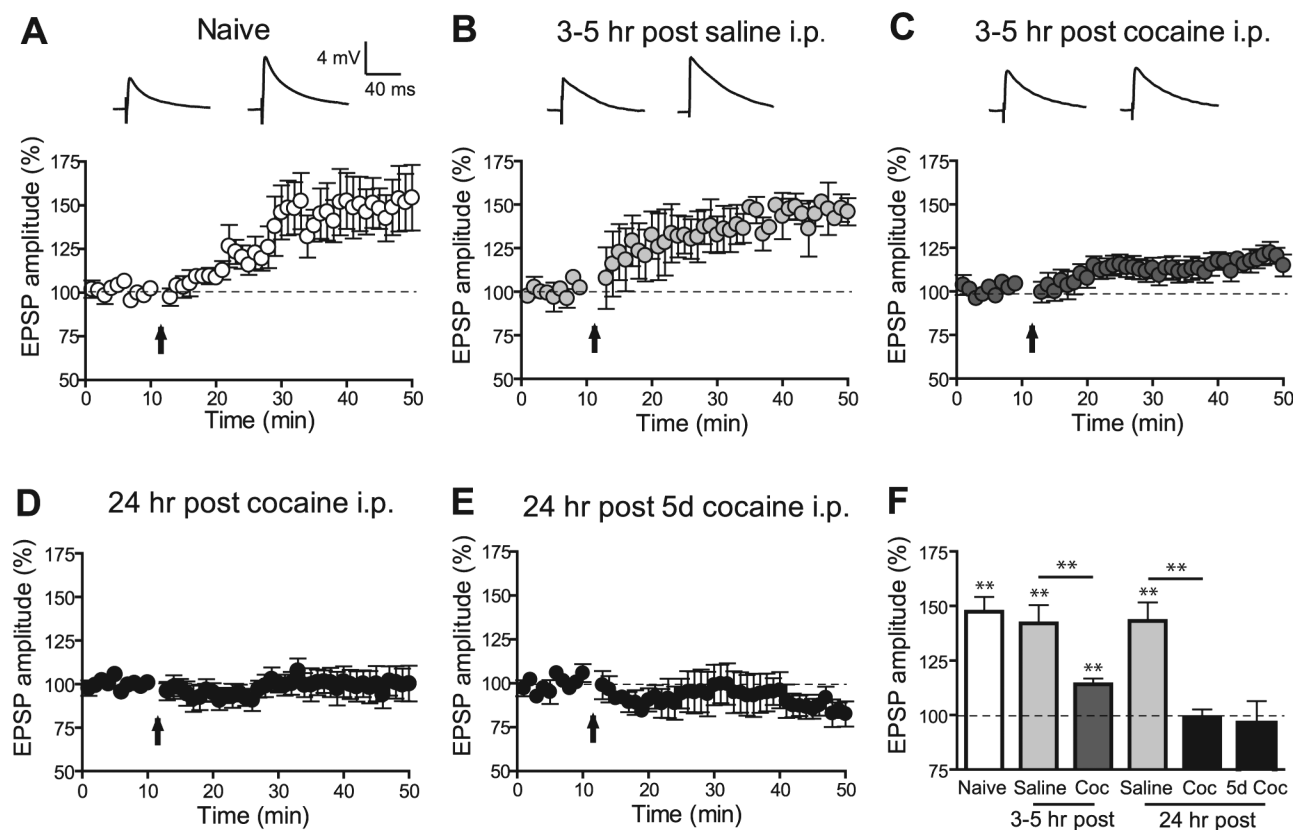 A
Naive
4 mV
40 ms
EPSP amplitude (%)
175
150
125
100
75
50
0 10 20 30 40 50
Time (min)
B
3-5 hr post saline i.p.
EPSP amplitude (%)
175
150
125
100
75
50
0 10 20 30 40 50
Time (min)
C
3-5 hr post cocaine i.p.
EPSP amplitude (%)
175
150
125
100
75
50
0 10 20 30 40 50
Time (min)
D
24 hr post cocaine i.p.
EPSP amplitude (%)
175
150
125
100
75
50
0 10 20 30 40 50
Time (min)
E
24 hr post 5d cocaine i.p.
EPSP amplitude (%)
175
150
125
100
75
50
0 10 20 30 40 50
Time (min)
F
EPSP amplitude (%)
175
150
125
100
75
** **
** ** **
**
Naive Saline Coc Saline Coc 5d Coc
3-5 hr post 24 hr post